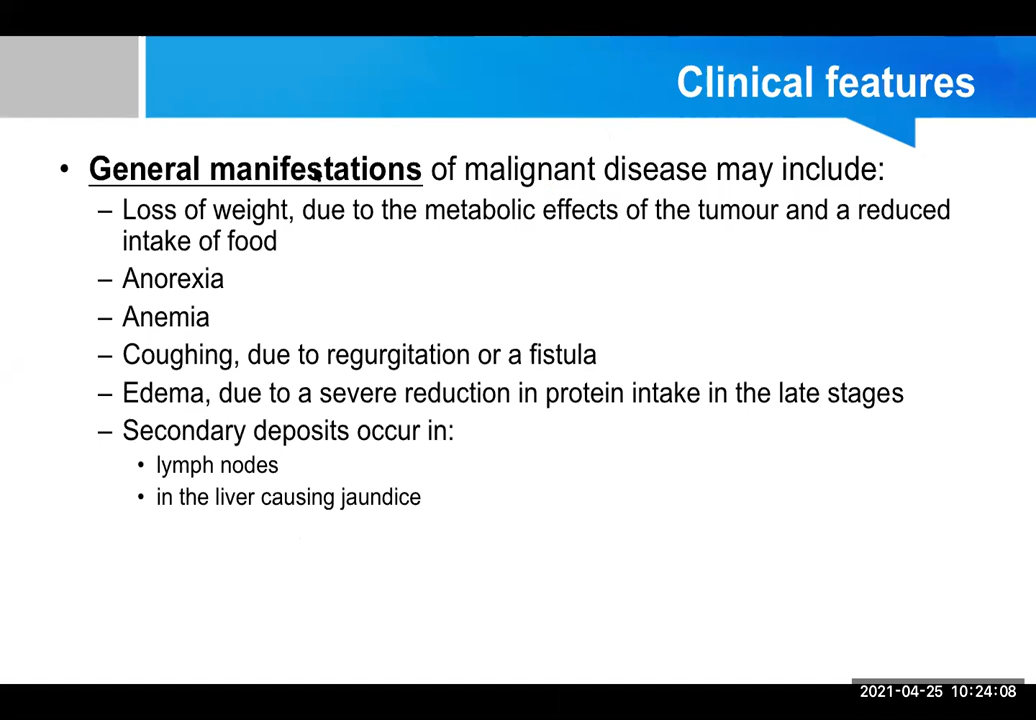 Clinical features
• General manifestations of malignant disease may include:
– Loss of weight, due to the metabolic effects of the tumour and a reduced
intake of food
– Anorexia
– Anemia
– Coughing, due to regurgitation or a fistula
– Edema, due to a severe reduction in protein intake in the late stages
– Secondary deposits occur in:
• lymph nodes
• in the liver causing jaundice
2021-04-25 10:24:08